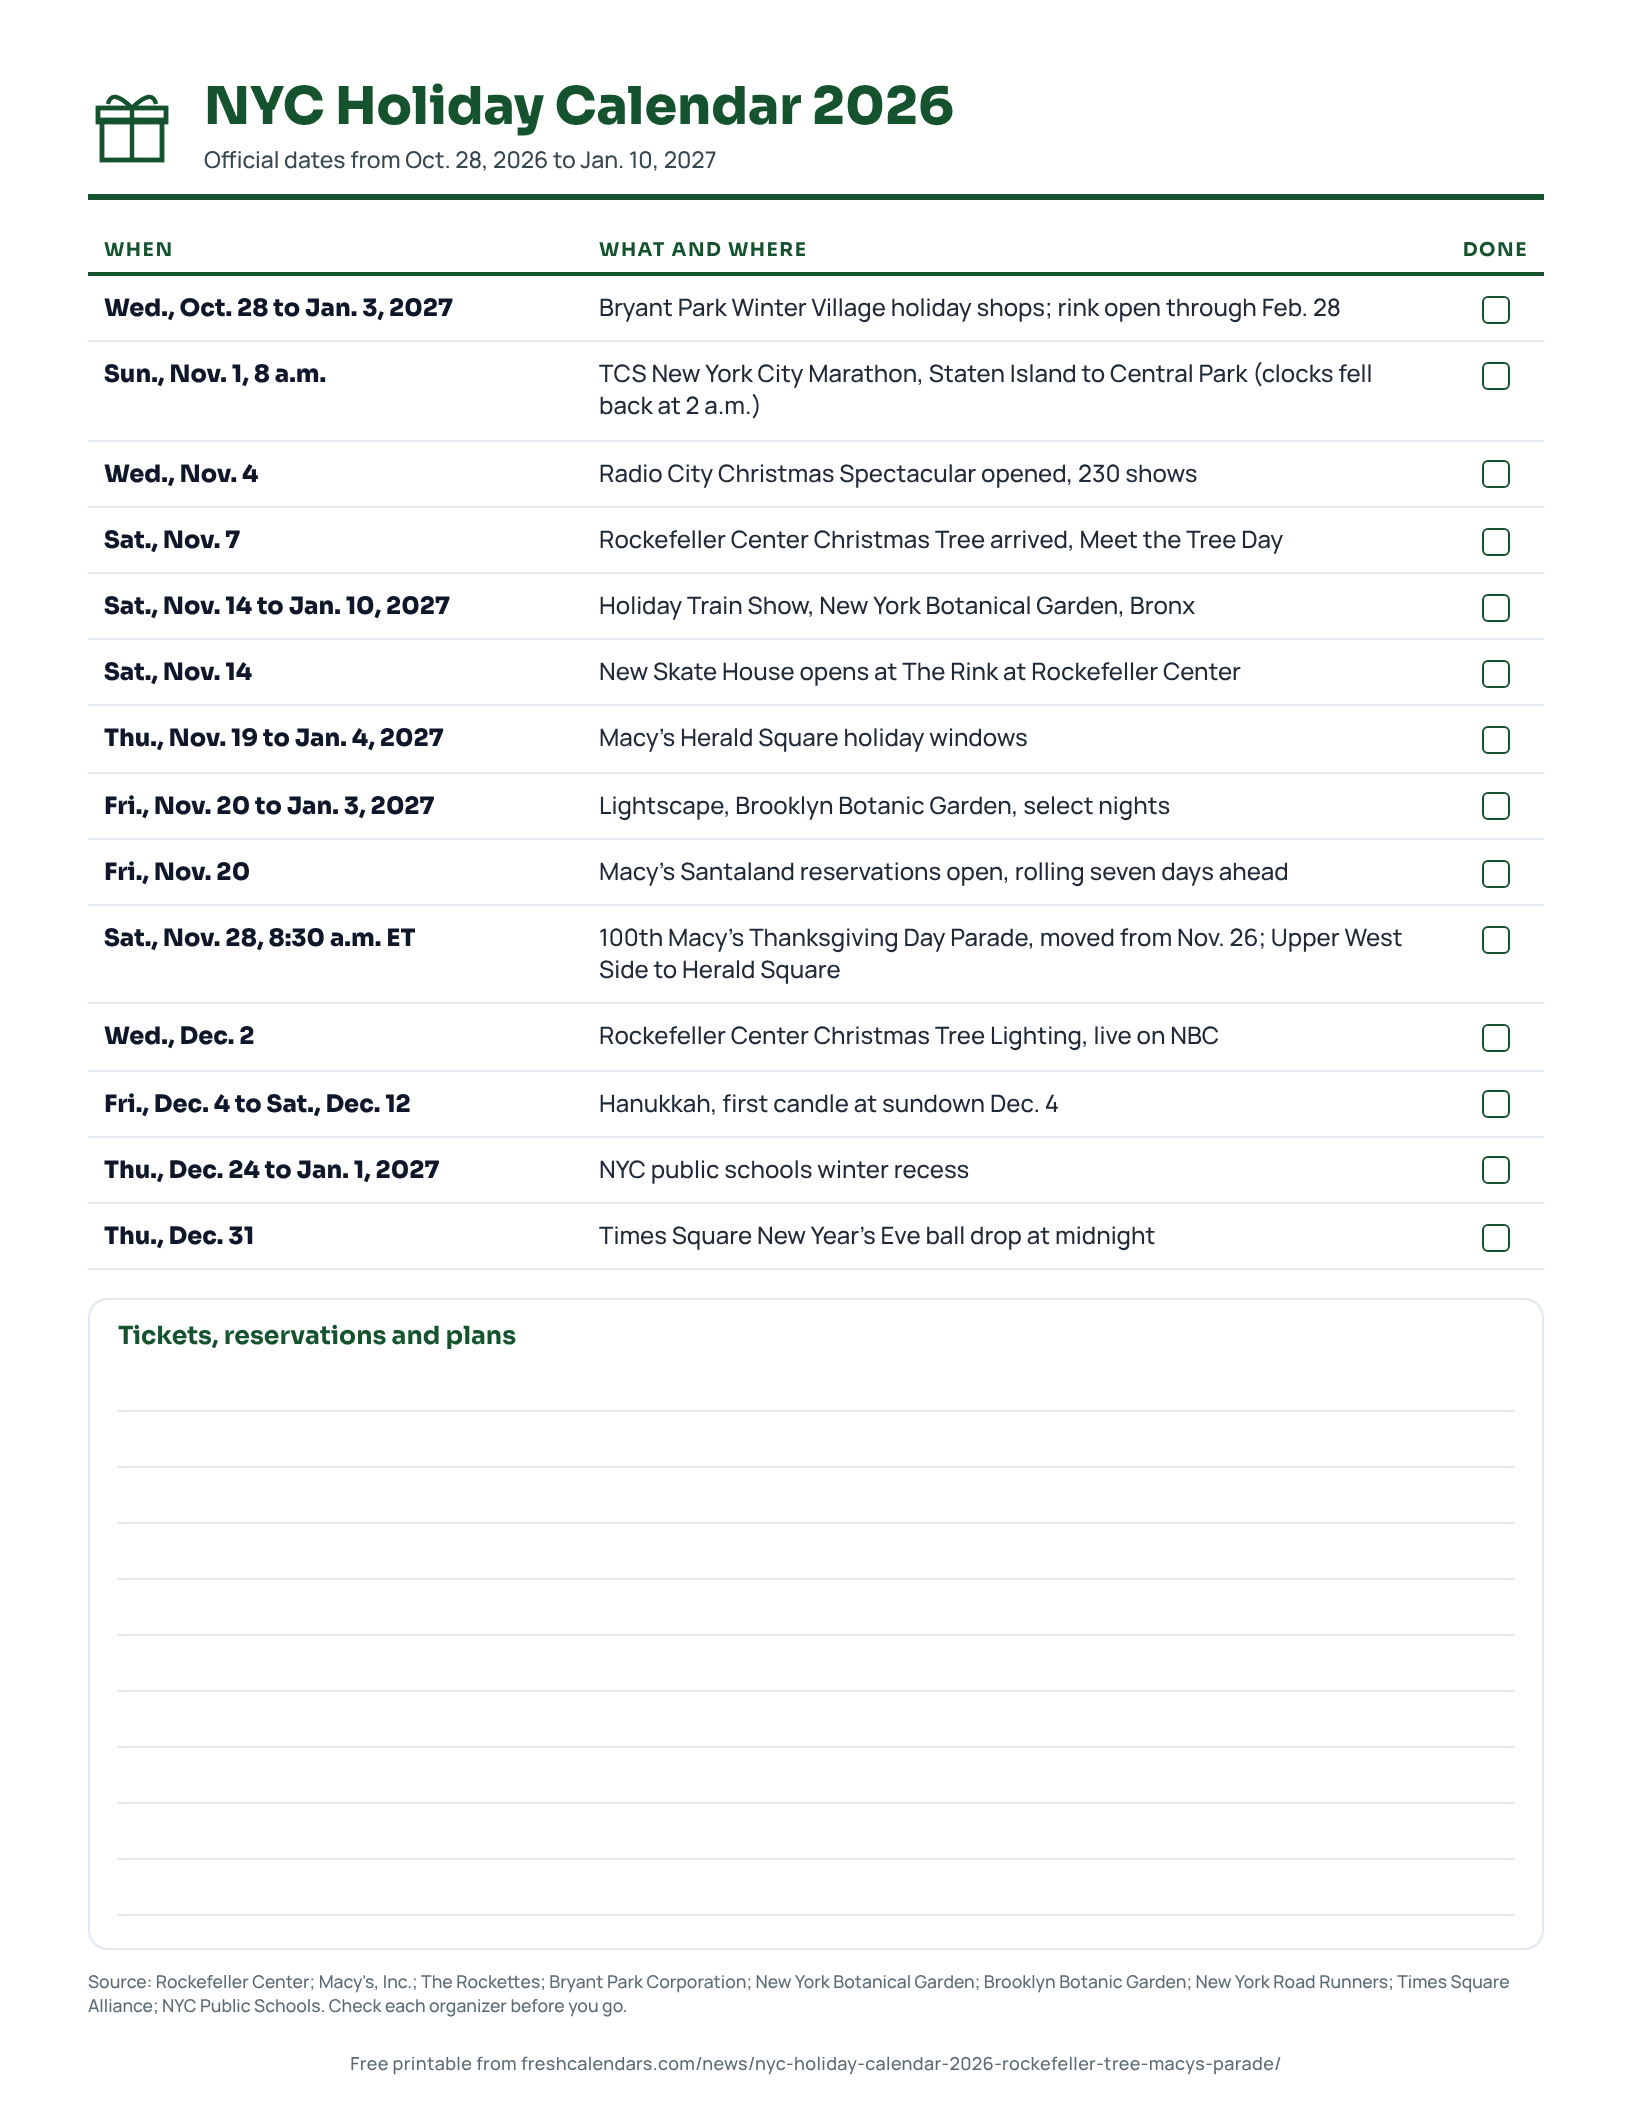 NYC Holiday Calendar 2026
Official dates from Oct. 28, 2026 to Jan. 10, 2027
WHEN WHAT AND WHERE DONE
Wed., Oct. 28 to Jan. 3, 2027 Bryant Park Winter Village holiday shops; rink open through Feb. 28
Sun., Nov. 1, 8 a.m. TCS New York City Marathon, Staten Island to Central Park (clocks fell
back at 2 a.m.)
Wed., Nov. 4 Radio City Christmas Spectacular opened, 230 shows
Sat., Nov. 7 Rockefeller Center Christmas Tree arrived, Meet the Tree Day
Sat., Nov. 14 to Jan. 10, 2027 Holiday Train Show, New York Botanical Garden, Bronx
Sat., Nov. 14 New Skate House opens at The Rink at Rockefeller Center
Thu., Nov. 19 to Jan. 4, 2027 Macy's Herald Square holiday windows
Fri., Nov. 20 to Jan. 3, 2027 Lightscape, Brooklyn Botanic Garden, select nights
Fri., Nov. 20 Macy's Santaland reservations open, rolling seven days ahead
Sat., Nov. 28, 8:30 a.m. ET 100th Macy's Thanksgiving Day Parade, moved from Nov. 26; Upper West
Side to Herald Square
Wed., Dec. 2 Rockefeller Center Christmas Tree Lighting, live on NBC
Fri., Dec. 4 to Sat., Dec. 12 Hanukkah, first candle at sundown Dec. 4
Thu., Dec. 24 to Jan. 1, 2027 NYC public schools winter recess
Thu., Dec. 31 Times Square New Year's Eve ball drop at midnight
Tickets, reservations and plans
Source: Rockefeller Center; Macy's, Inc.; The Rockettes; Bryant Park Corporation; New York Botanical Garden; Brooklyn Botanic Garden; New York Road Runners; Times Square
Alliance; NYC Public Schools. Check each organizer before you go.
Free printable from freshcalendars.com/news/nyc-holiday-calendar-2026-rockefeller-tree-macys-parade/